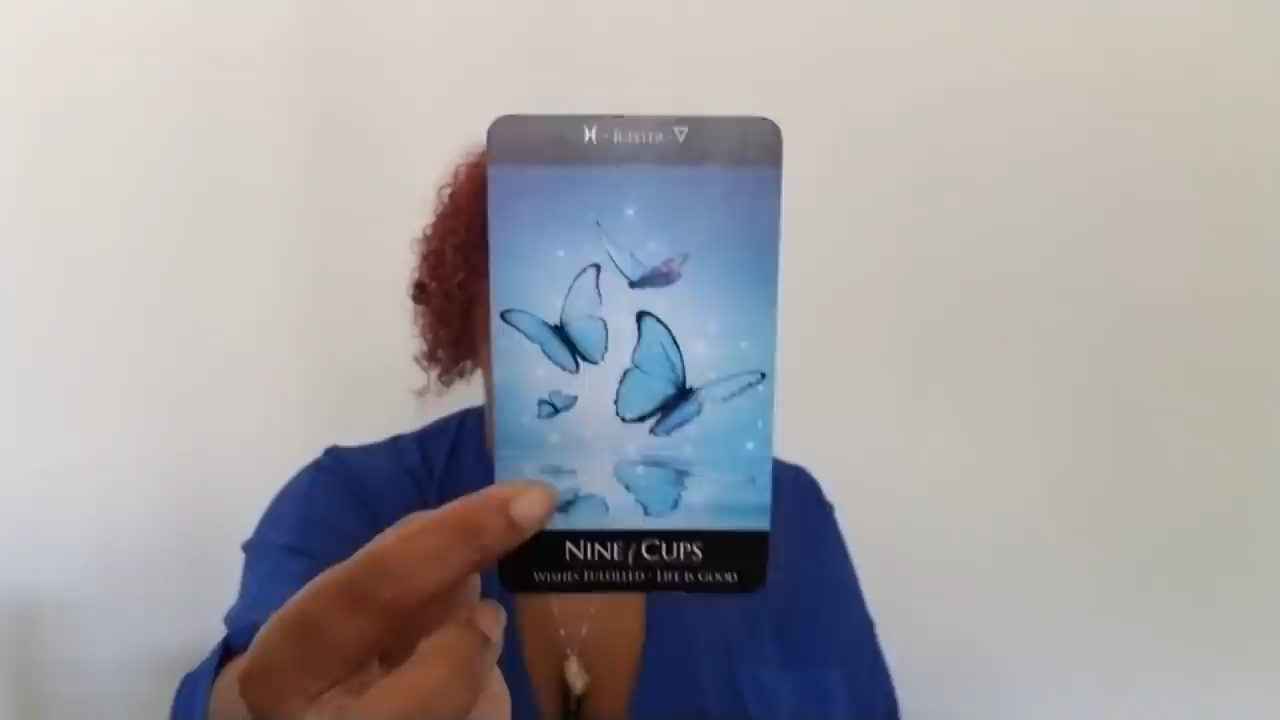 ♓ - JUPITER - ▽
NINE of CUPS
WISHES FULFILLED · LIFE IS GOOD